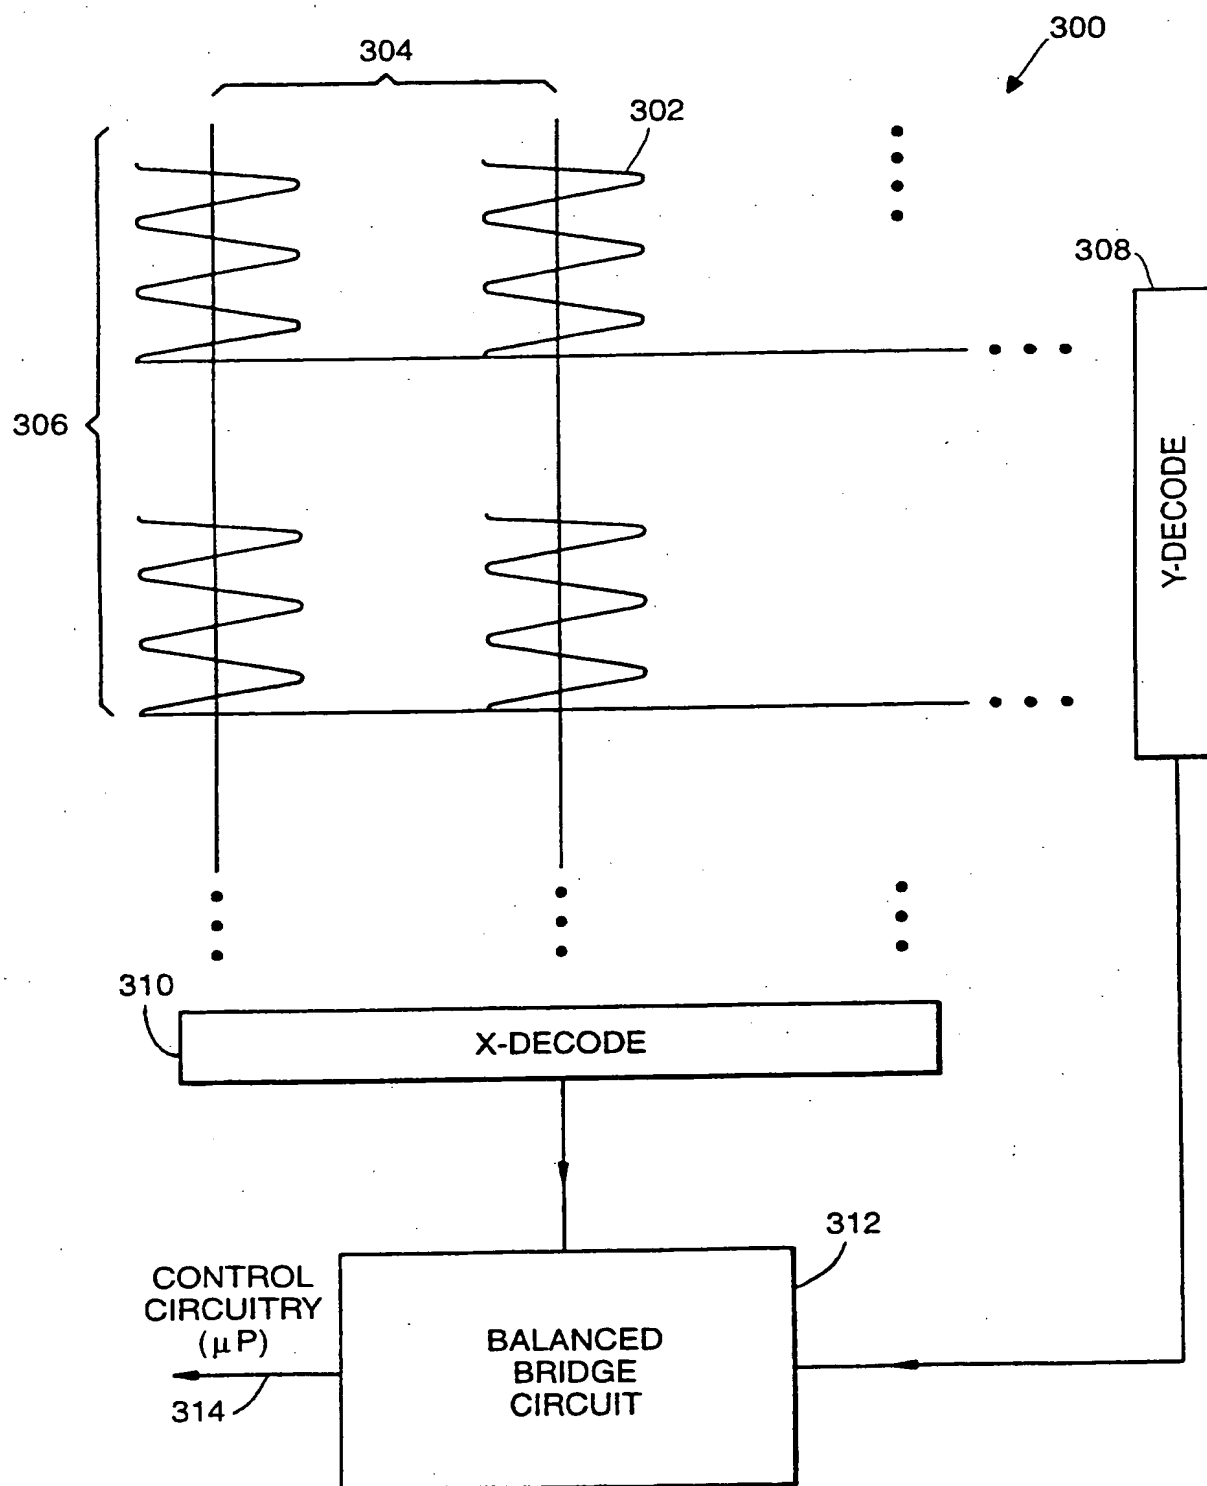 300
304
302
308
306
Y-DECODE
310
X-DECODE
312
CONTROL
CIRCUITRY
(μP)
BALANCED
BRIDGE
CIRCUIT
314